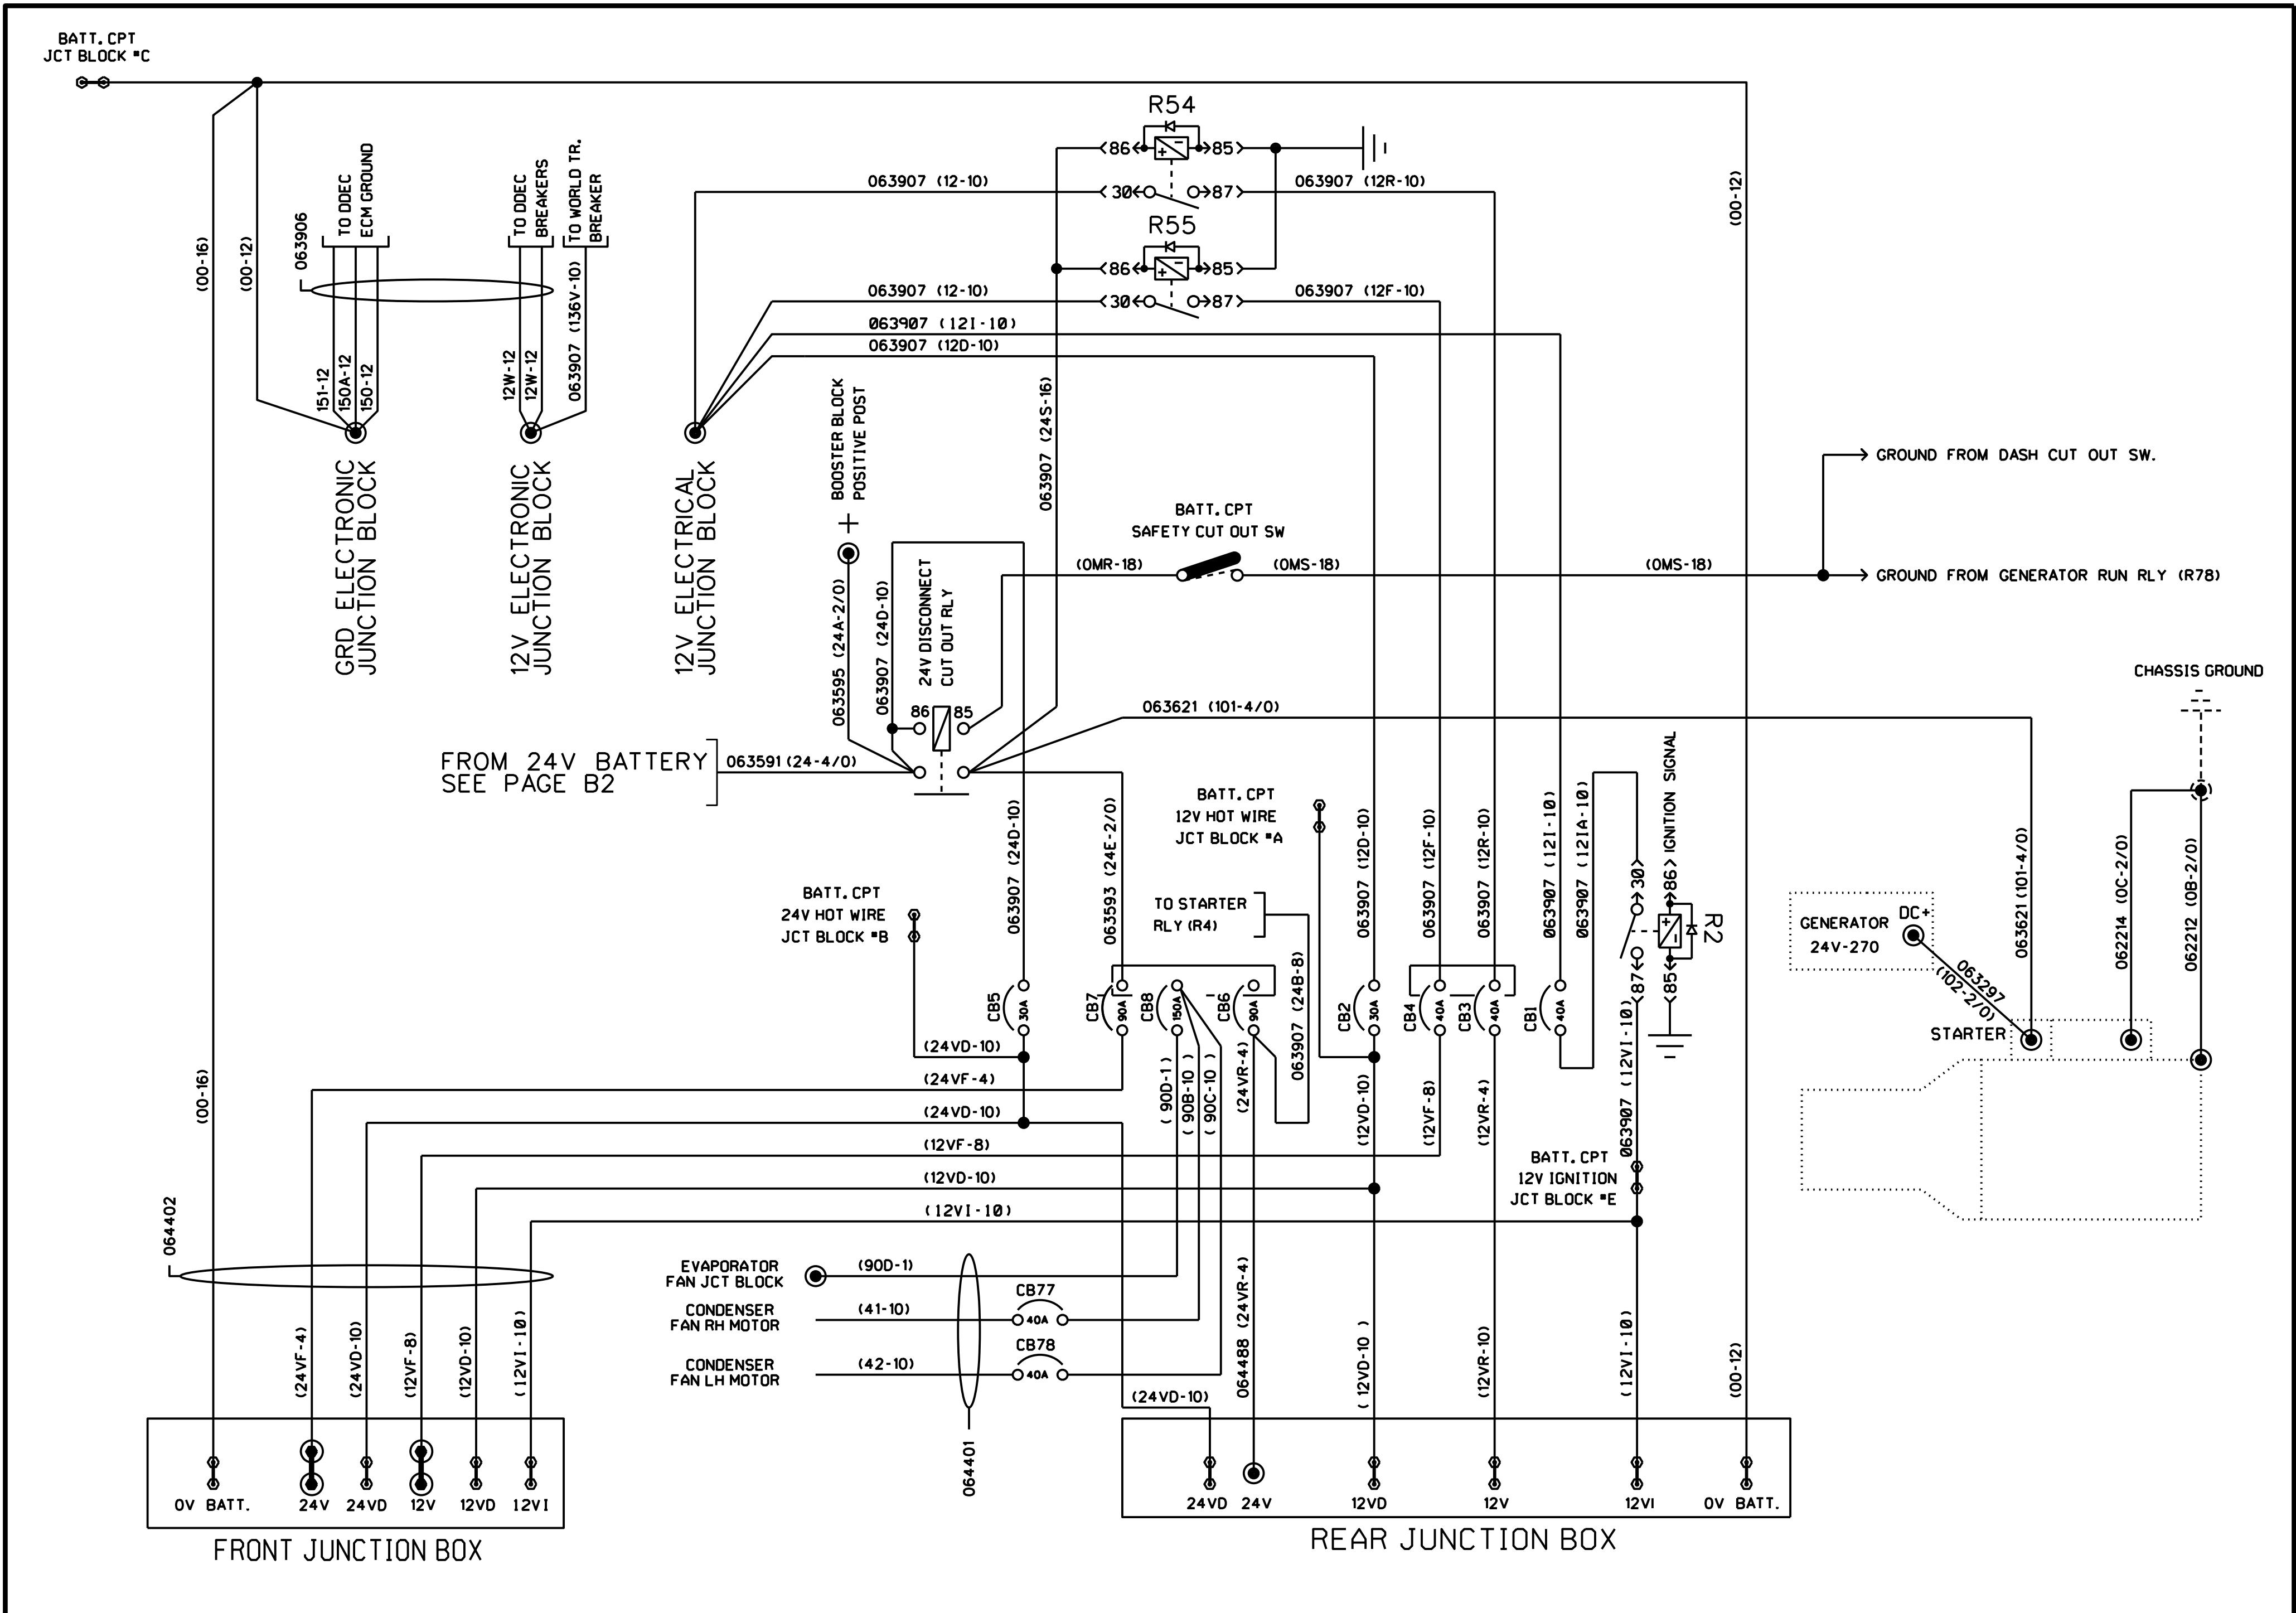 BATT. CPT
JCT BLOCK "C
R54
86
85
063907 (12-10)
30
87
063907 (12R-10)
R55
86
85
063907 (12-10)
30
87
063907 (12F-10)
063907 (12I-10)
063907 (12D-10)
(00-16)
(00-12)
063906
TO DDEC
ECM GROUND
TO DDEC
BREAKERS
TO WORLD TR.
BREAKER
151-12
150A-12
150-12
12W-12
12W-12
063907 (136V-10)
(00-12)
GRD ELECTRONIC
JUNCTION BLOCK
12V ELECTRONIC
JUNCTION BLOCK
12V ELECTRICAL
JUNCTION BLOCK
BOOSTER BLOCK
POSITIVE POST
+
063907 (24S-16)
063595 (24A-2/0)
063907 (24D-10)
24V DISCONNECT
CUT OUT RLY
BATT. CPT
SAFETY CUT OUT SW
(0MR-18)
(0MS-18)
(0MS-18)
GROUND FROM DASH CUT OUT SW.
GROUND FROM GENERATOR RUN RLY (R78)
CHASSIS GROUND
86
85
063621 (101-4/0)
FROM 24V BATTERY
SEE PAGE B2
063591 (24-4/0)
BATT. CPT
12V HOT WIRE
JCT BLOCK "A
BATT. CPT
24V HOT WIRE
JCT BLOCK "B
TO STARTER
RLY (R4)
063907 (24D-10)
063593 (24E-2/0)
063907 (24B-8)
063907 (12D-10)
063907 (12F-10)
063907 (12R-10)
063907 (12I-10)
063907 (12IA-10)
IGNITION SIGNAL
30
86
R2
87
85
GENERATOR
24V-270
DC+
063621 (101-4/0)
062214 (0C-2/0)
062212 (0B-2/0)
063297
(102-2/0)
STARTER
CB5
30A
CB7
90A
CB8
150A
CB6
90A
CB2
30A
CB4
40A
CB3
40A
CB1
40A
(24VD-10)
(24VF-4)
(24VD-10)
(12VF-8)
(12VD-10)
(12VI-10)
(90D-1)
(90B-10)
(90C-10)
(24VR-4)
(12VD-10)
(12VF-8)
(12VR-4)
063907 (12VI-10)
(00-16)
BATT. CPT
12V IGNITION
JCT BLOCK "E
064402
EVAPORATOR
FAN JCT BLOCK
(90D-1)
CONDENSER
FAN RH MOTOR
(41-10)
CB77
40A
CONDENSER
FAN LH MOTOR
(42-10)
CB78
40A
064401
(24VF-4)
(24VD-10)
(12VF-8)
(12VD-10)
(12VI-10)
(24VD-10)
064488 (24VR-4)
(12VD-10)
(12VR-10)
(12VI-10)
(00-12)
0V BATT.
24V
24VD
12V
12VD
12VI
FRONT JUNCTION BOX
24VD
24V
12VD
12V
12VI
0V BATT.
REAR JUNCTION BOX